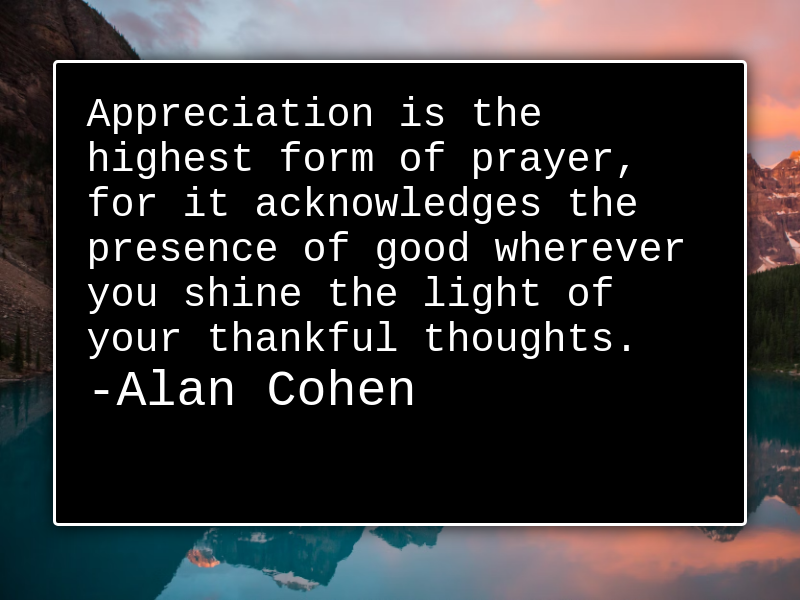 Appreciation is the
highest form of prayer,
for it acknowledges the
presence of good wherever
you shine the light of
your thankful thoughts.
-Alan Cohen